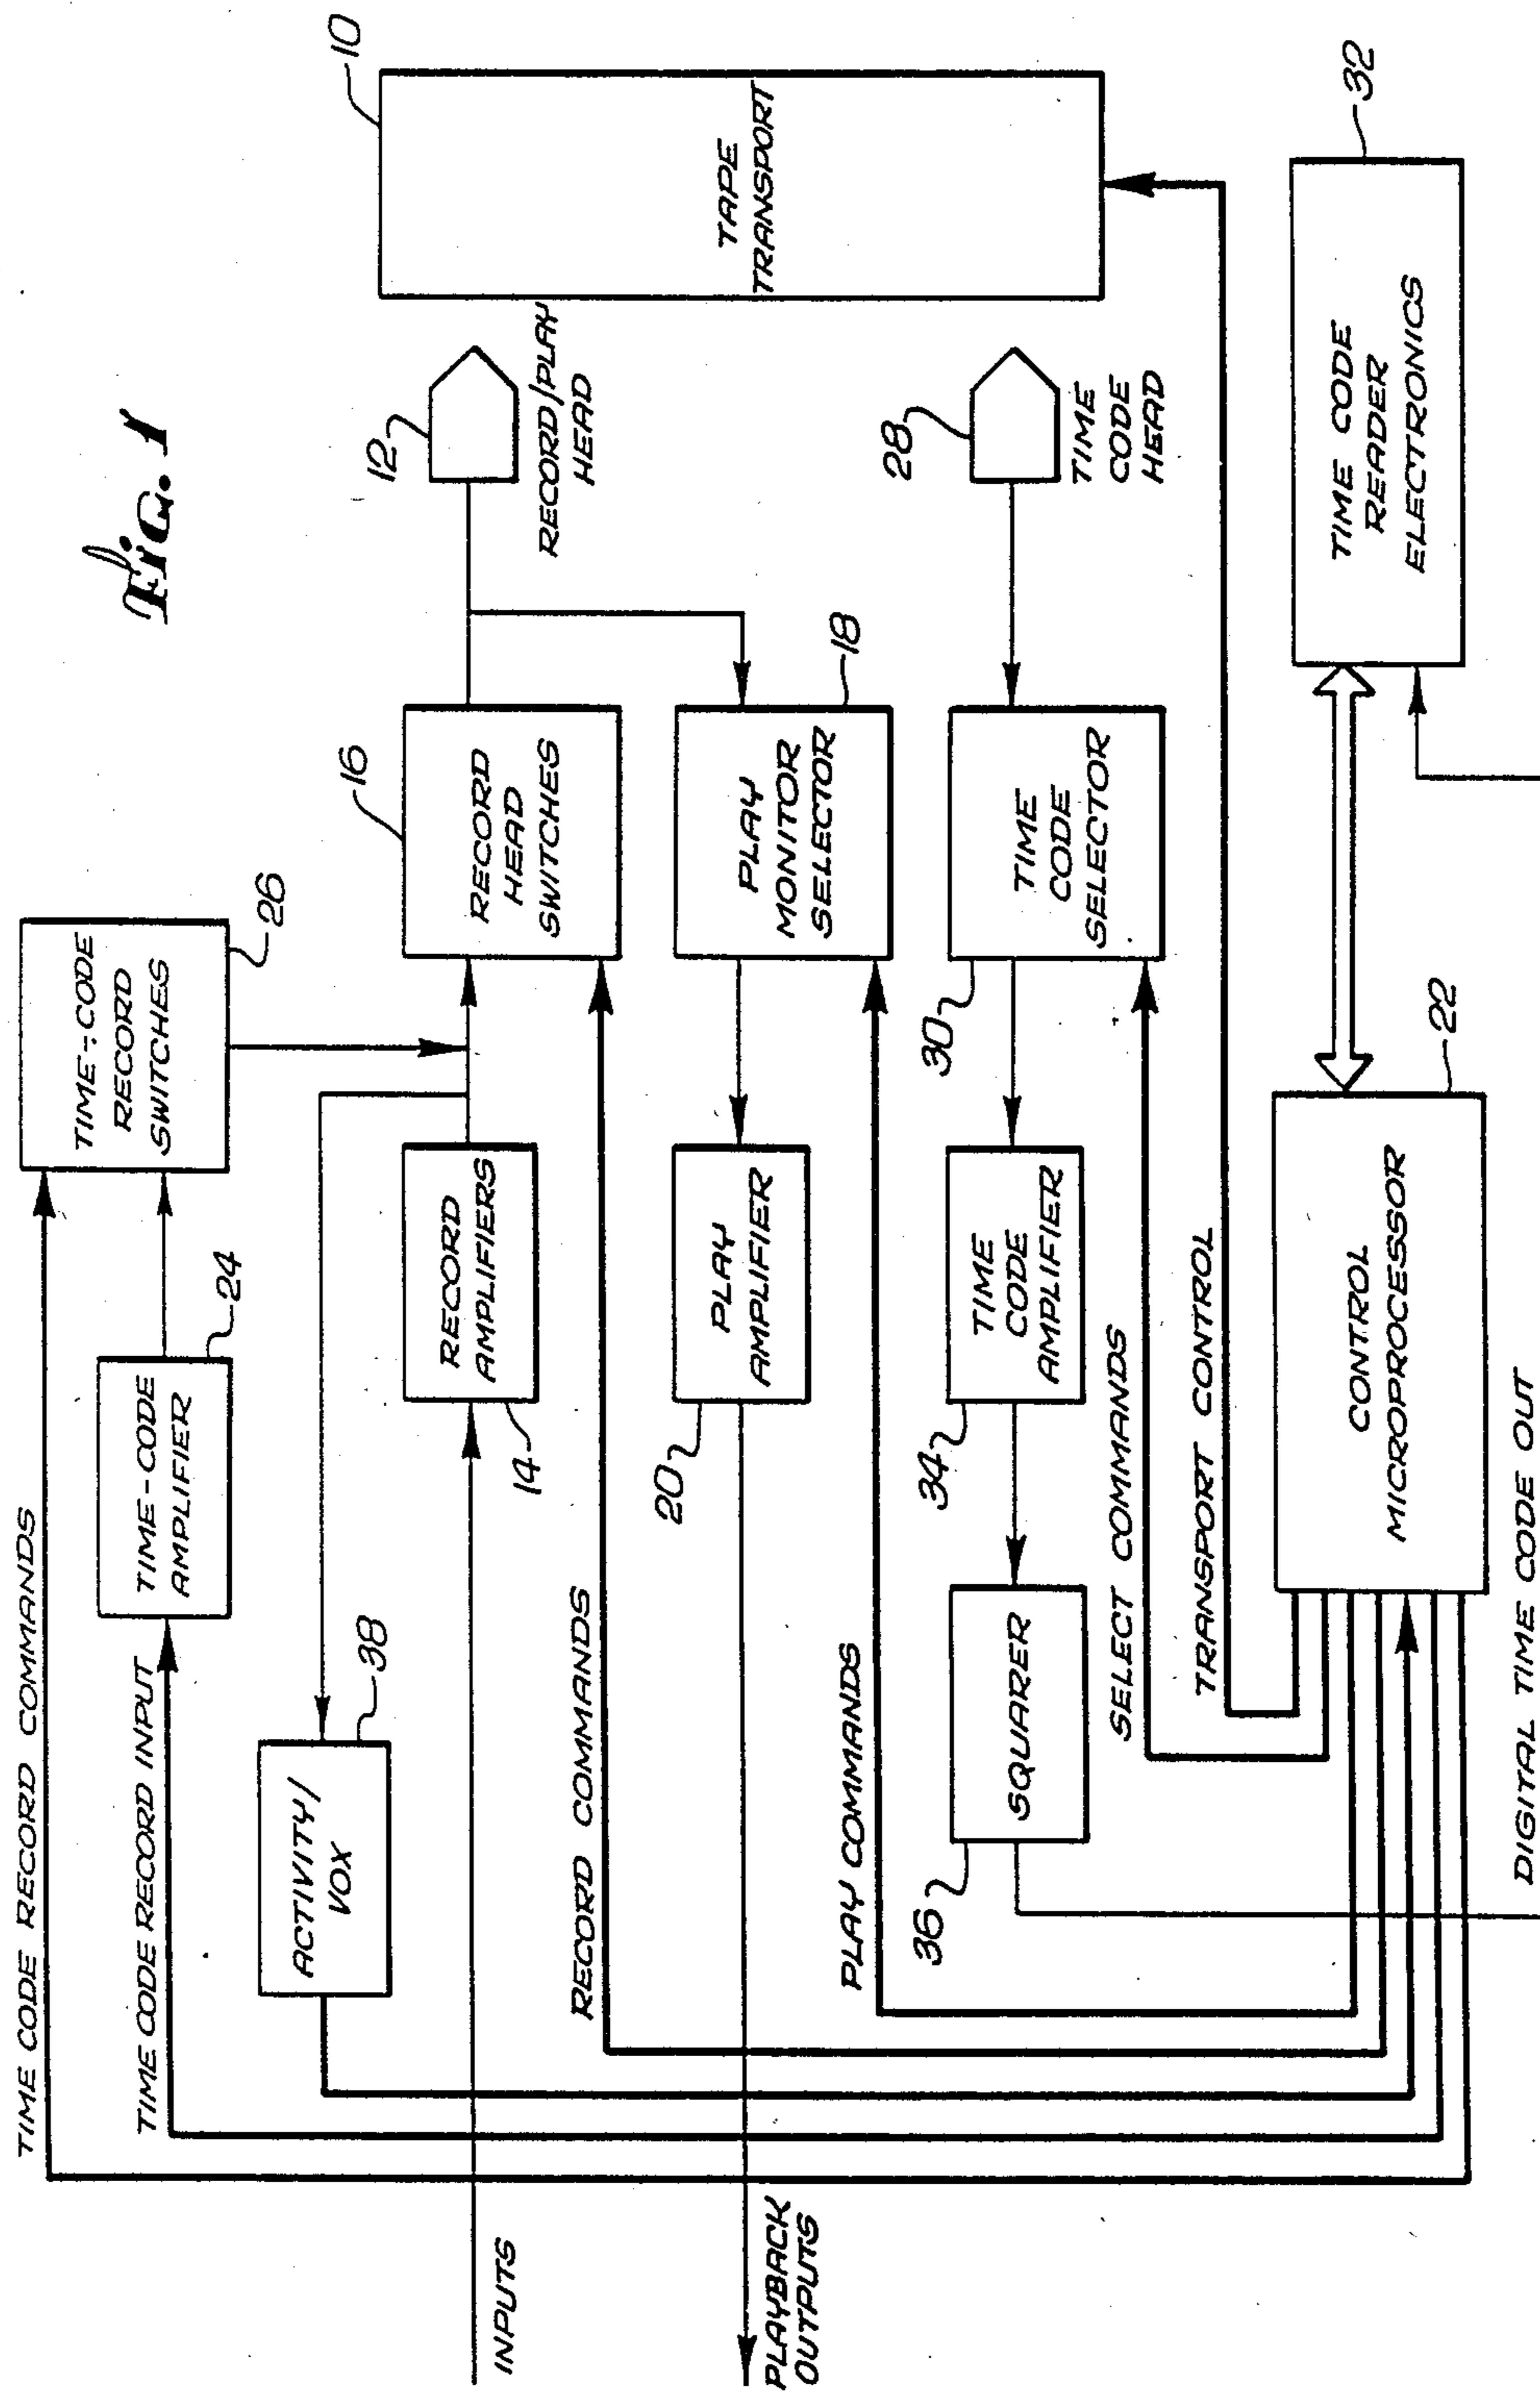 Fig. 1
TIME CODE RECORD COMMANDS
TIME-CODE
RECORD
SWITCHES
26
TIME CODE RECORD INPUT
TIME-CODE
AMPLIFIER
24
ACTIVITY/
VOX
38
INPUTS
RECORD
AMPLIFIERS
14
RECORD
HEAD
SWITCHES
16
12
RECORD/PLAY
HEAD
10
TAPE
TRANSPORT
RECORD COMMANDS
PLAYBACK
OUTPUTS
20
PLAY
AMPLIFIER
PLAY
MONITOR
SELECTOR
18
PLAY COMMANDS
36
SQUARER
34
TIME
CODE
AMPLIFIER
30
TIME
CODE
SELECTOR
28
TIME
CODE
HEAD
SELECT COMMANDS
TRANSPORT CONTROL
CONTROL
MICROPROCESSOR
22
TIME CODE
READER
ELECTRONICS
32
DIGITAL TIME CODE OUT